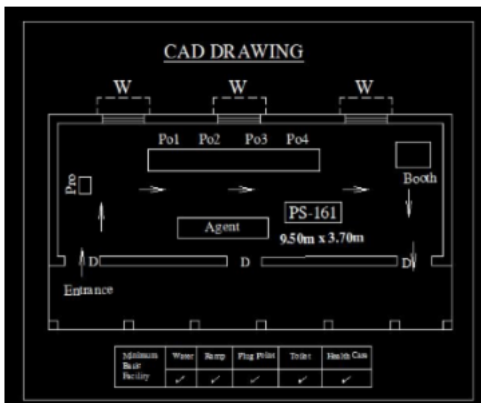 CAD DRAWING
W W W
Po1 Po2 Po3 Po4
Pro
Booth
PS-161
Agent
9.50m x 3.70m
D D D
Entrance
Minimum Basic Facility Water Ramp Plug Point Toilet Health Care
✓ ✓ ✓ ✓ ✓